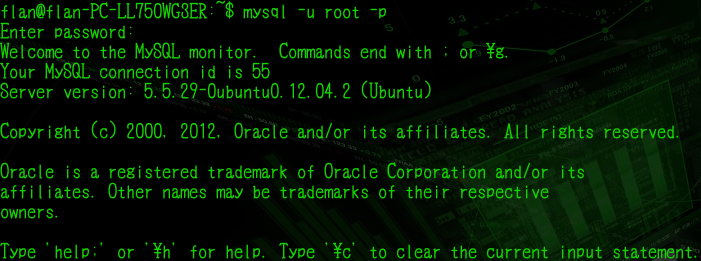 flan@flan-PC-LL750WG3ER:~$ mysql -u root -p
Enter password:
Welcome to the MySQL monitor.  Commands end with ; or ¥g.
Your MySQL connection id is 55
Server version: 5.5.29-0ubuntu0.12.04.2 (Ubuntu)
Copyright (c) 2000, 2012, Oracle and/or its affiliates. All rights reserved.
Oracle is a registered trademark of Oracle Corporation and/or its
affiliates. Other names may be trademarks of their respective
owners.
Type 'help;' or '¥h' for help. Type '¥c' to clear the current input statement.